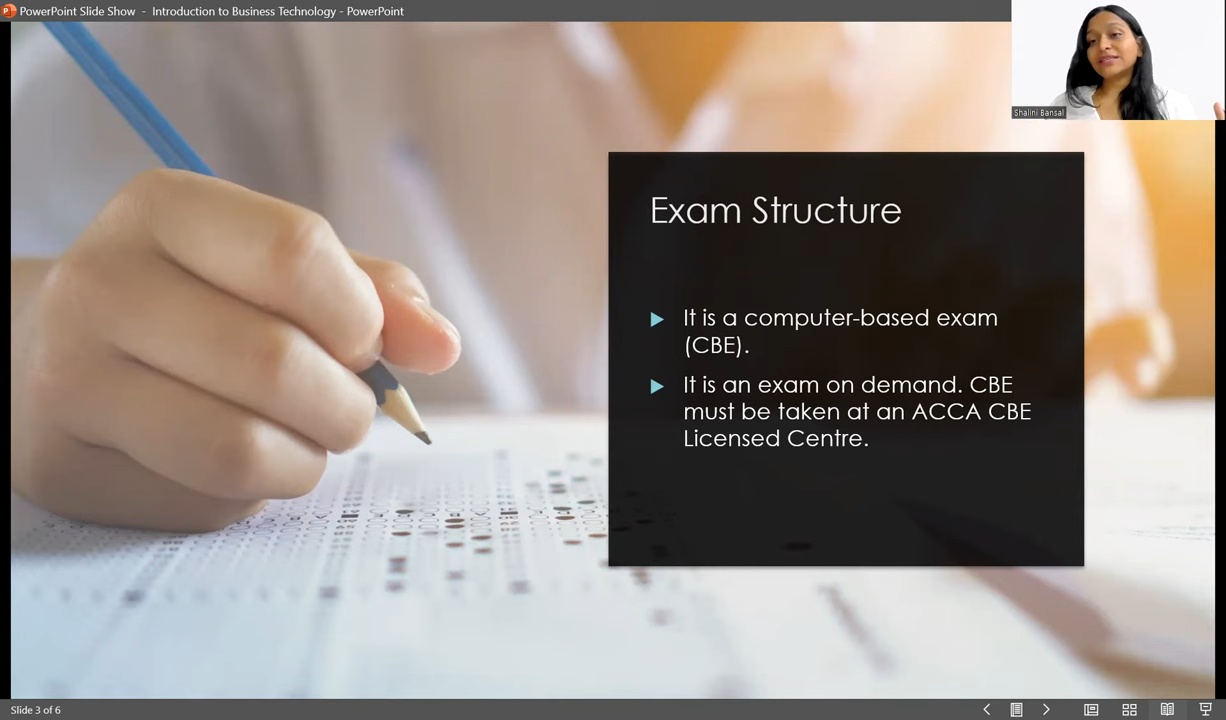 PowerPoint Slide Show - Introduction to Business Technology - PowerPoint
Shalini Bansal
Exam Structure
It is a computer-based exam
(CBE).
It is an exam on demand. CBE
must be taken at an ACCA CBE
Licensed Centre.
Slide 3 of 6